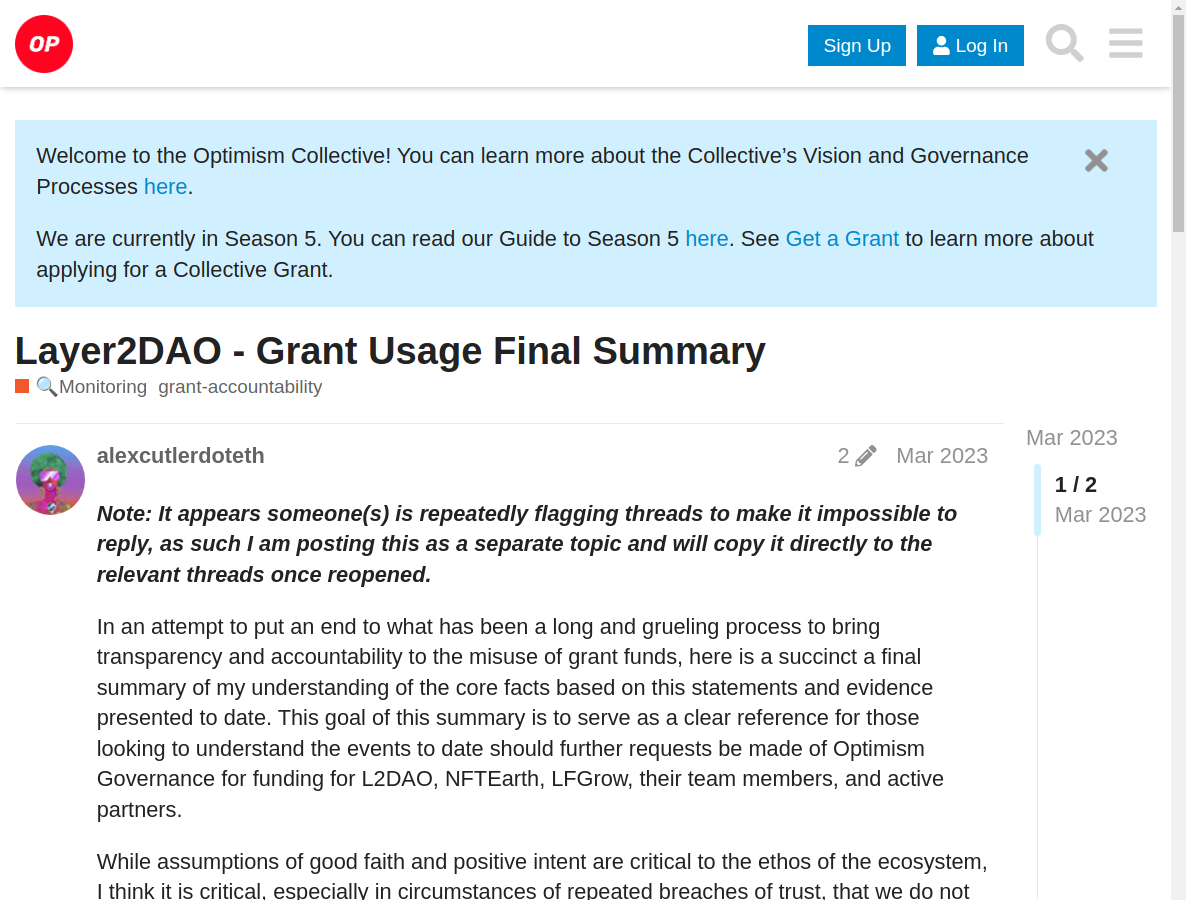 OP
Sign Up
Log In
Welcome to the Optimism Collective! You can learn more about the Collective’s Vision and Governance
Processes here.
We are currently in Season 5. You can read our Guide to Season 5 here. See Get a Grant to learn more about
applying for a Collective Grant.
Layer2DAO - Grant Usage Final Summary
🔍Monitoring grant-accountability
alexcutlerdoteth
2
Mar 2023
Mar 2023
1 / 2
Mar 2023
Note: It appears someone(s) is repeatedly flagging threads to make it impossible to
reply, as such I am posting this as a separate topic and will copy it directly to the
relevant threads once reopened.
In an attempt to put an end to what has been a long and grueling process to bring
transparency and accountability to the misuse of grant funds, here is a succinct a final
summary of my understanding of the core facts based on this statements and evidence
presented to date. This goal of this summary is to serve as a clear reference for those
looking to understand the events to date should further requests be made of Optimism
Governance for funding for L2DAO, NFTEarth, LFGrow, their team members, and active
partners.
While assumptions of good faith and positive intent are critical to the ethos of the ecosystem,
I think it is critical, especially in circumstances of repeated breaches of trust, that we do not